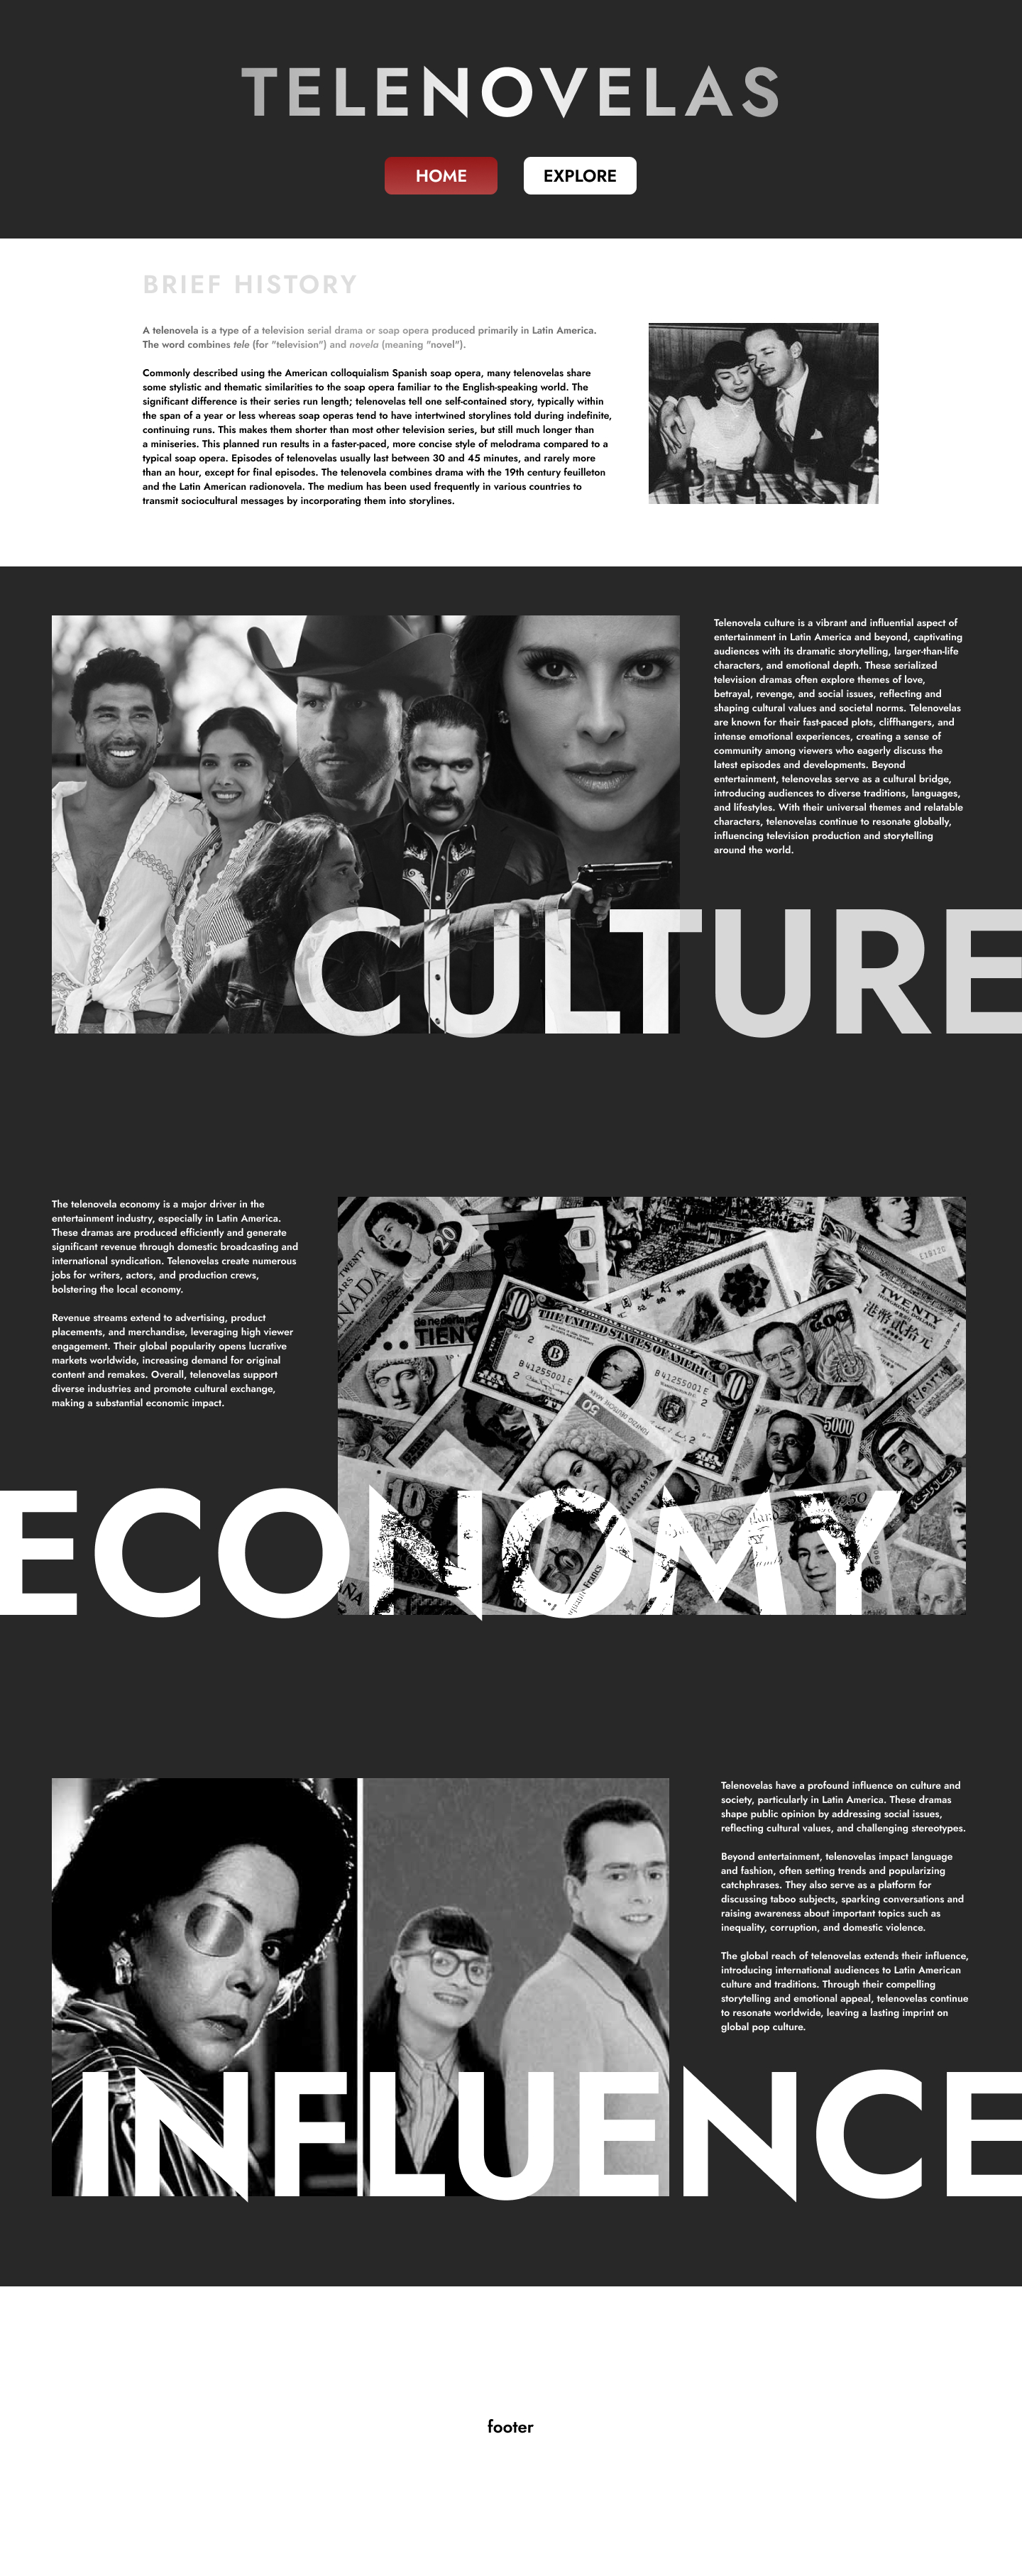 TELENOVELAS
HOME
EXPLORE
BRIEF HISTORY
A telenovela is a type of a television serial drama or soap opera produced primarily in Latin America.
The word combines tele (for "television") and novela (meaning "novel").
Commonly described using the American colloquialism Spanish soap opera, many telenovelas share
some stylistic and thematic similarities to the soap opera familiar to the English-speaking world. The
significant difference is their series run length; telenovelas tell one self-contained story, typically within
the span of a year or less whereas soap operas tend to have intertwined storylines told during indefinite,
continuing runs. This makes them shorter than most other television series, but still much longer than
a miniseries. This planned run results in a faster-paced, more concise style of melodrama compared to a
typical soap opera. Episodes of telenovelas usually last between 30 and 45 minutes, and rarely more
than an hour, except for final episodes. The telenovela combines drama with the 19th century feuilleton
and the Latin American radionovela. The medium has been used frequently in various countries to
transmit sociocultural messages by incorporating them into storylines.
Telenovela culture is a vibrant and influential aspect of
entertainment in Latin America and beyond, captivating
audiences with its dramatic storytelling, larger-than-life
characters, and emotional depth. These serialized
television dramas often explore themes of love,
betrayal, revenge, and social issues, reflecting and
shaping cultural values and societal norms. Telenovelas
are known for their fast-paced plots, cliffhangers, and
intense emotional experiences, creating a sense of
community among viewers who eagerly discuss the
latest episodes and developments. Beyond
entertainment, telenovelas serve as a cultural bridge,
introducing audiences to diverse traditions, languages,
and lifestyles. With their universal themes and relatable
characters, telenovelas continue to resonate globally,
influencing television production and storytelling
around the world.
CULTURE
The telenovela economy is a major driver in the
entertainment industry, especially in Latin America.
These dramas are produced efficiently and generate
significant revenue through domestic broadcasting and
international syndication. Telenovelas create numerous
jobs for writers, actors, and production crews,
bolstering the local economy.
Revenue streams extend to advertising, product
placements, and merchandise, leveraging high viewer
engagement. Their global popularity opens lucrative
markets worldwide, increasing demand for original
content and remakes. Overall, telenovelas support
diverse industries and promote cultural exchange,
making a substantial economic impact.
20
TWENTY
de nederland
TIEN
10
THE UNITED STATES OF AMERICA
B 41255001 E
B 41255001 E
10
50
TWENTY
5000
10
50
ECONOMY
Telenovelas have a profound influence on culture and
society, particularly in Latin America. These dramas
shape public opinion by addressing social issues,
reflecting cultural values, and challenging stereotypes.
Beyond entertainment, telenovelas impact language
and fashion, often setting trends and popularizing
catchphrases. They also serve as a platform for
discussing taboo subjects, sparking conversations and
raising awareness about important topics such as
inequality, corruption, and domestic violence.
The global reach of telenovelas extends their influence,
introducing international audiences to Latin American
culture and traditions. Through their compelling
storytelling and emotional appeal, telenovelas continue
to resonate worldwide, leaving a lasting imprint on
global pop culture.
INFLUENCE
footer